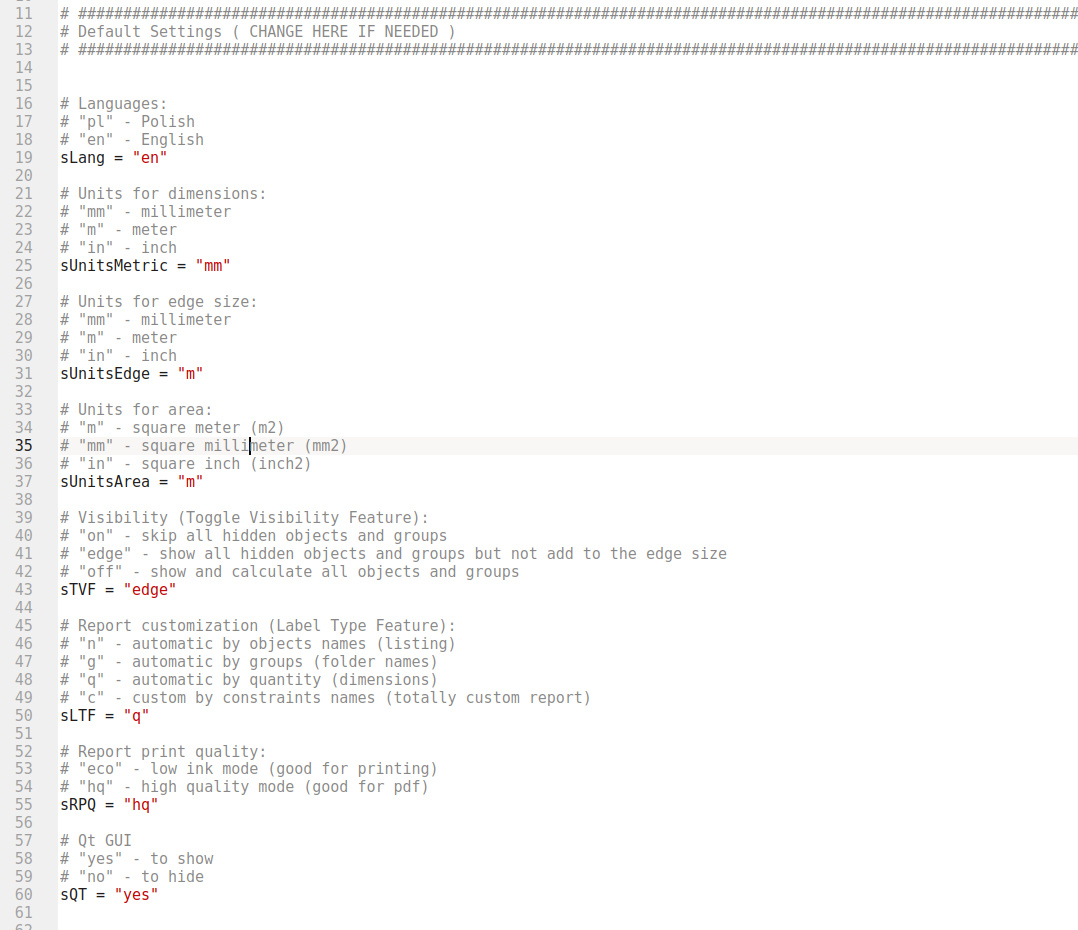 11 # ###############################################################################################################
12 # Default Settings ( CHANGE HERE IF NEEDED )
13 # ###############################################################################################################
14
15
16 # Languages:
17 # "pl" - Polish
18 # "en" - English
19 sLang = "en"
20
21 # Units for dimensions:
22 # "mm" - millimeter
23 # "m" - meter
24 # "in" - inch
25 sUnitsMetric = "mm"
26
27 # Units for edge size:
28 # "mm" - millimeter
29 # "m" - meter
30 # "in" - inch
31 sUnitsEdge = "m"
32
33 # Units for area:
34 # "m" - square meter (m2)
35 # "mm" - square millimeter (mm2)
36 # "in" - square inch (inch2)
37 sUnitsArea = "m"
38
39 # Visibility (Toggle Visibility Feature):
40 # "on" - skip all hidden objects and groups
41 # "edge" - show all hidden objects and groups but not add to the edge size
42 # "off" - show and calculate all objects and groups
43 sTVF = "edge"
44
45 # Report customization (Label Type Feature):
46 # "n" - automatic by objects names (listing)
47 # "g" - automatic by groups (folder names)
48 # "q" - automatic by quantity (dimensions)
49 # "c" - custom by constraints names (totally custom report)
50 sLTF = "q"
51
52 # Report print quality:
53 # "eco" - low ink mode (good for printing)
54 # "hq" - high quality mode (good for pdf)
55 sRPQ = "hq"
56
57 # Qt GUI
58 # "yes" - to show
59 # "no" - to hide
60 sQT = "yes"
61